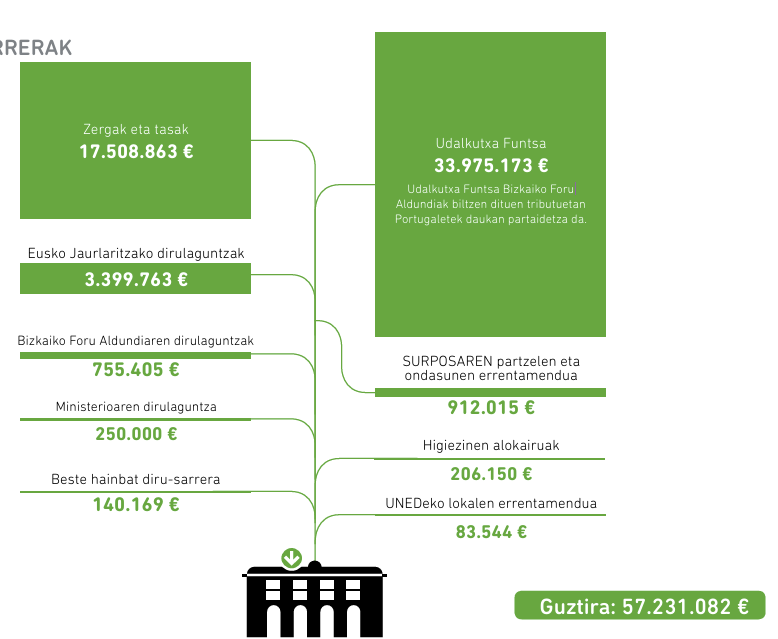 RRERAK
Zergak eta tasak
17.508.863 €
Eusko Jaurlaritzako dirulaguntzak
3.399.763 €
Bizkaiko Foru Aldundiaren dirulaguntzak
755.405 €
Ministerioaren dirulaguntza
250.000 €
Beste hainbat diru-sarrera
140.169 €
Udalkutxa Funtsa
33.975.173 €
Udalkutxa Funtsa Bizkaiko Foru
Aldundiak biltzen dituen tributuetan
Portugaletek daukan partaidetza da.
SURPOSAREN partzelen eta
ondasunen errentamendua
912.015 €
Higiezinen alokairuak
206.150 €
UNEDeko lokalen errentamendua
83.544 €
Guztira: 57.231.082 €